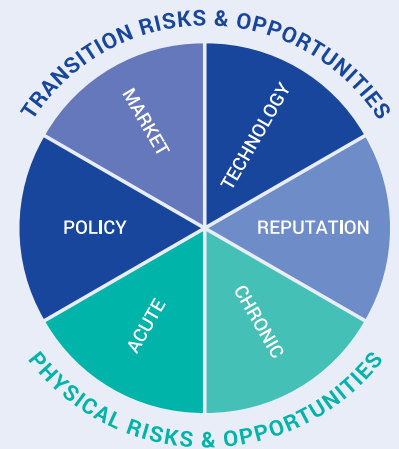 TRANSITION RISKS & OPPORTUNITIES
MARKET
TECHNOLOGY
POLICY
REPUTATION
ACUTE
CHRONIC
PHYSICAL RISKS & OPPORTUNITIES